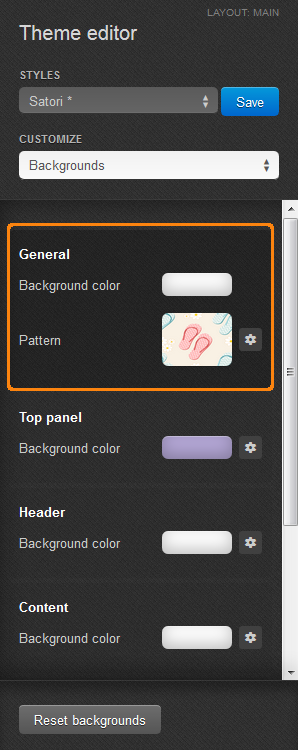 LAYOUT: MAIN
Theme editor
STYLES
Satori *
Save
CUSTOMIZE
Backgrounds
General
Background color
Pattern
Top panel
Background color
Header
Background color
Content
Background color
Reset backgrounds